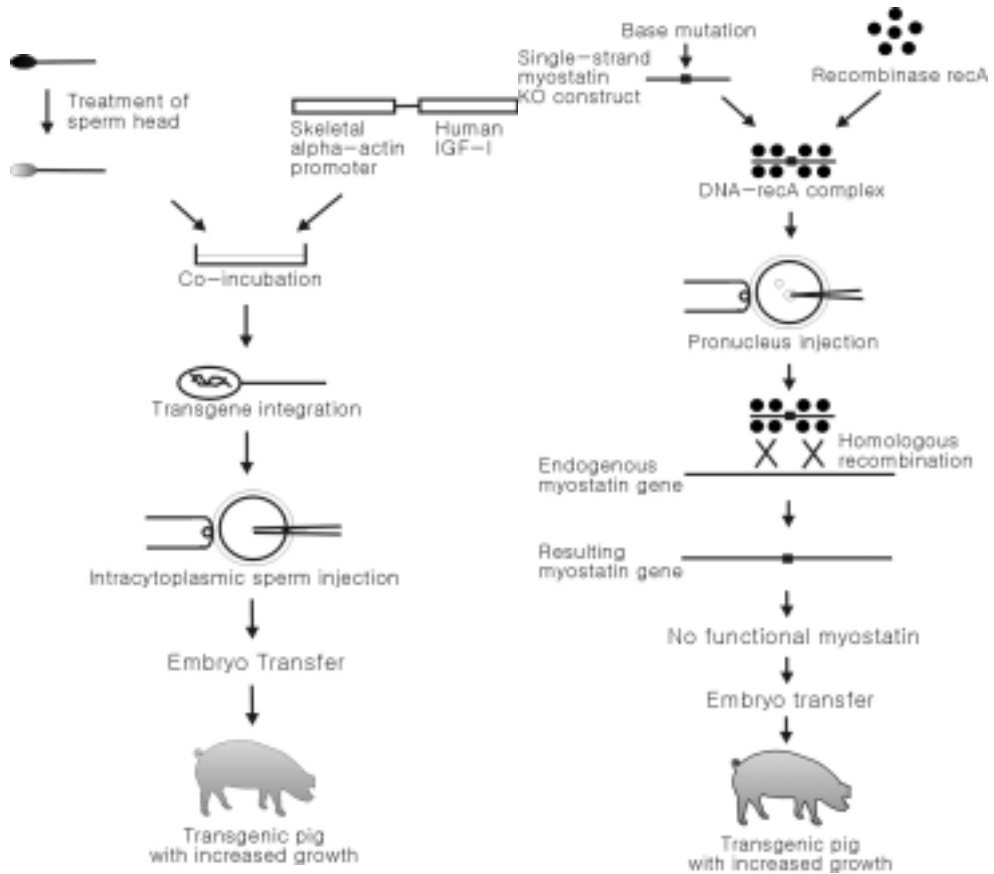 Treatment of
sperm head
Skeletal
alpha-actin
promoter
Human
IGF-I
Co-incubation
Transgene integration
Intracytoplasmic sperm injection
Embryo Transfer
Transgenic pig
with increased growth
Base mutation
Single-strand
myostatin
KO construct
Recombinase recA
DNA-recA complex
Pronucleus injection
Homologous
recombination
Endogenous
myostatin gene
Resulting
myostatin gene
No functional myostatin
Embryo transfer
Transgenic pig
with increased growth